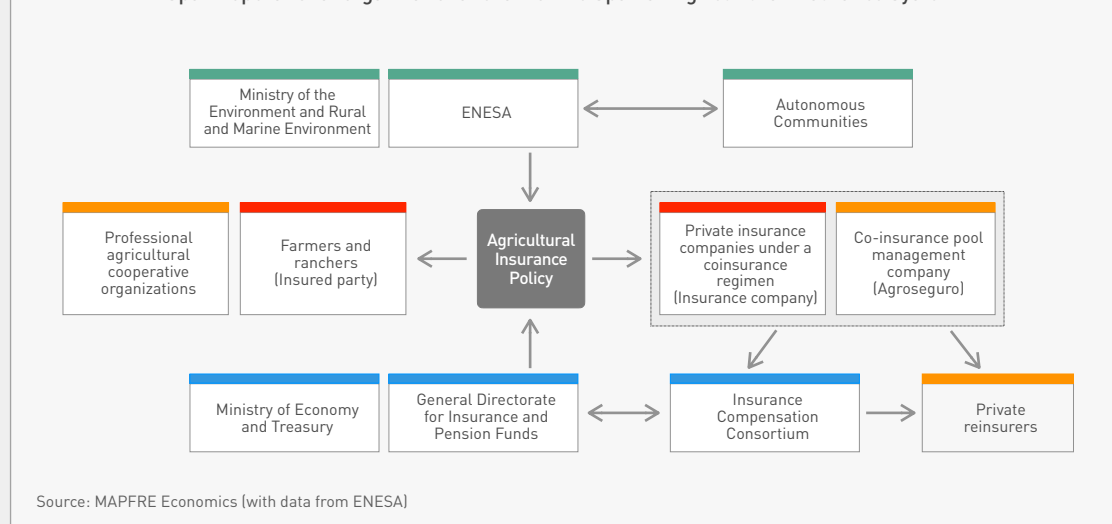 Ministry of the
Environment and Rural
and Marine Environment
ENESA
Autonomous
Communities
Professional
agricultural
cooperative
organizations
Farmers and
ranchers
(Insured party)
Agricultural
Insurance
Policy
Private insurance
companies under a
coinsurance
regimen
(Insurance company)
Co-insurance pool
management
company
(Agroseguro)
Ministry of Economy
and Treasury
General Directorate
for Insurance and
Pension Funds
Insurance
Compensation
Consortium
Private
reinsurers
Source: MAPFRE Economics (with data from ENESA)